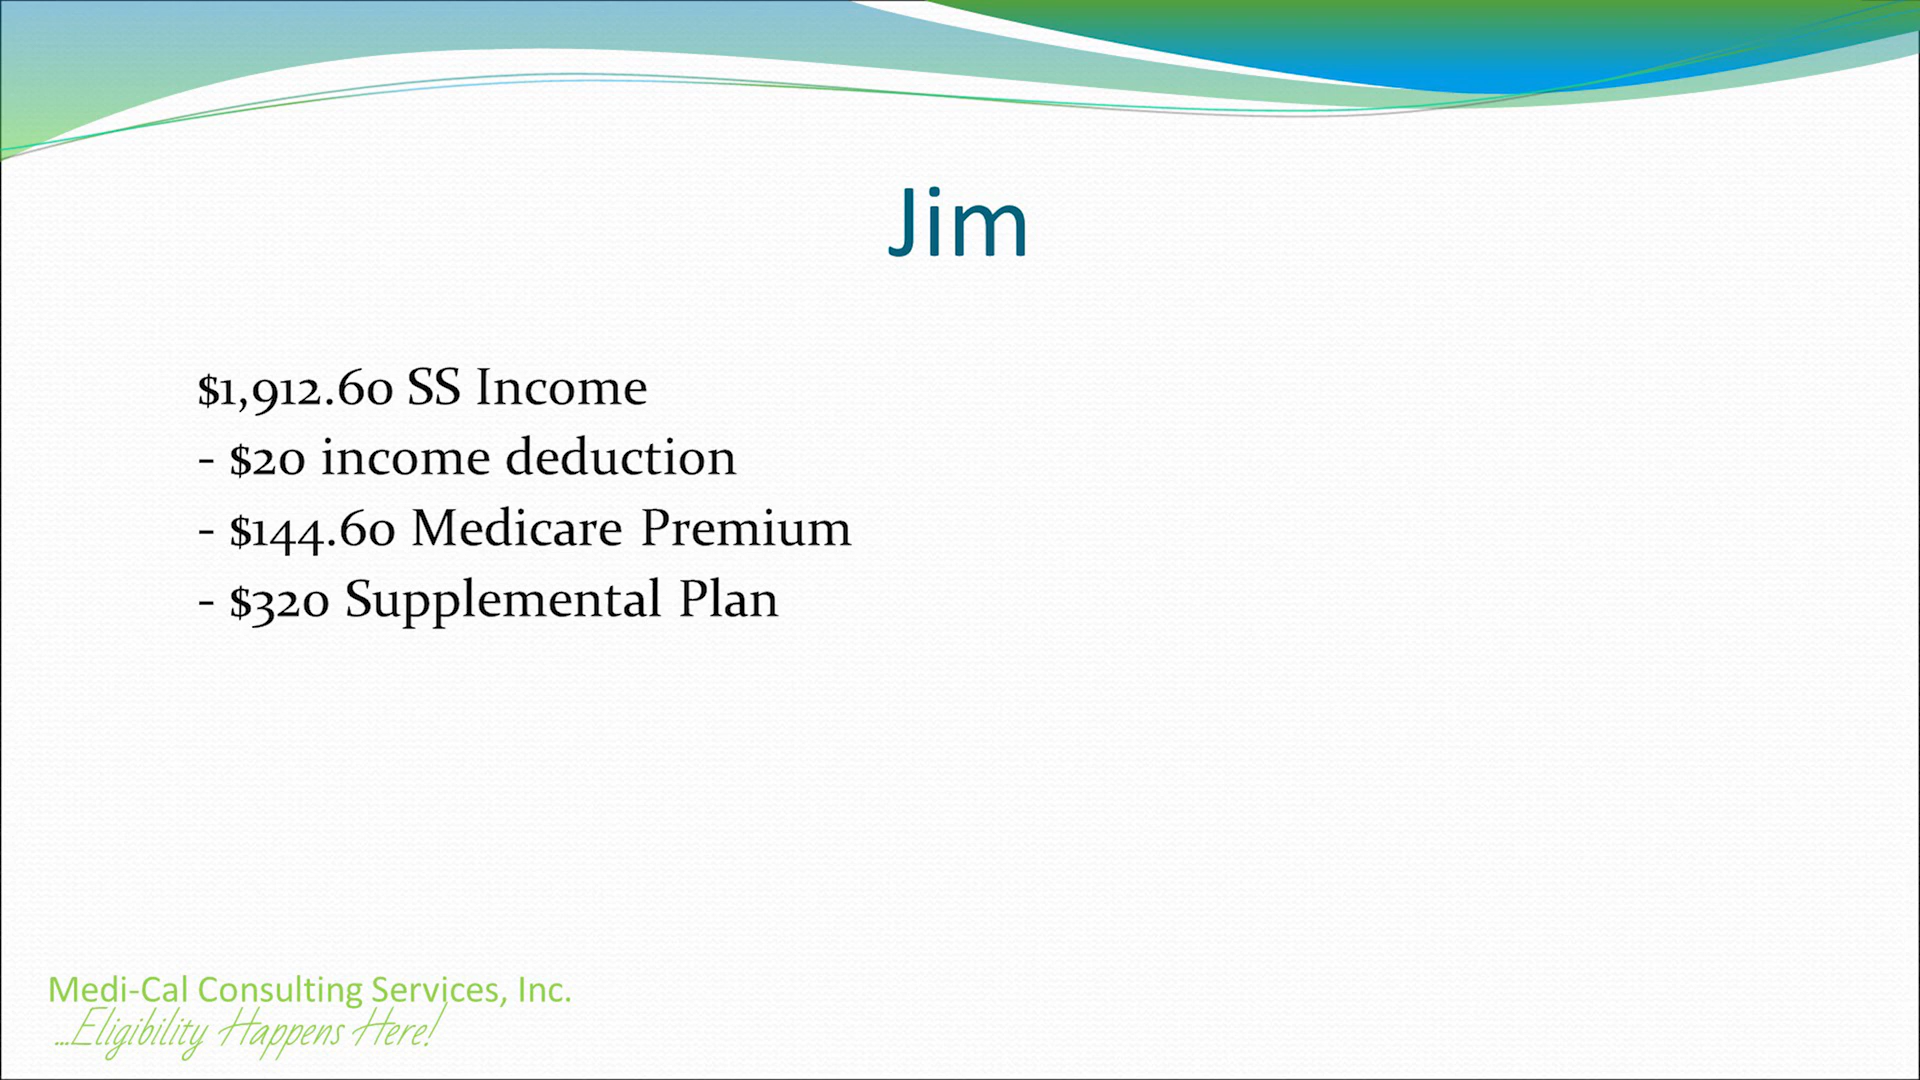 Jim
$1,912.60 SS Income
- $20 income deduction
- $144.60 Medicare Premium
- $320 Supplemental Plan
Medi-Cal Consulting Services, Inc.
...Eligibility Happens Here!